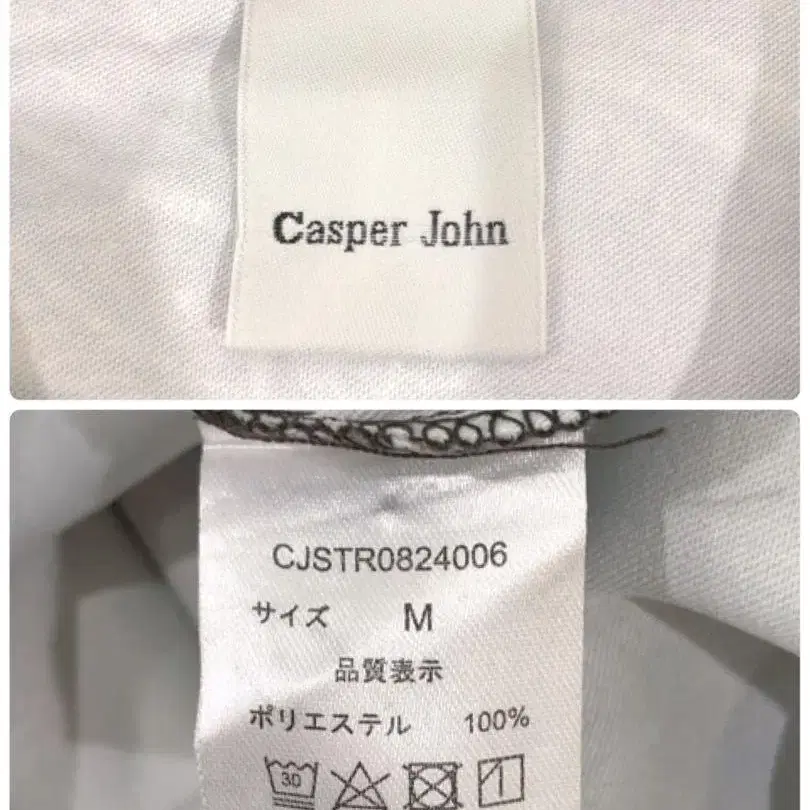 Casper John
CJSTR0824006
サイズ M
品質表示
ポリエステル 100%
30